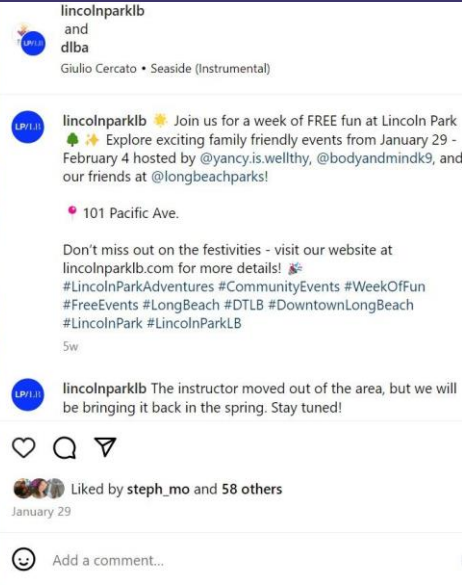 lincolnparklb
and
dlba
Giulio Cercato • Seaside (Instrumental)
LP/LB
lincolnparklb 🌟 Join us for a week of FREE fun at Lincoln Park
🌲 ✨ Explore exciting family friendly events from January 29 -
February 4 hosted by @yancy.is.wellthy, @bodyandmindk9, and
our friends at @longbeachparks!
📍 101 Pacific Ave.
Don't miss out on the festivities - visit our website at
lincolnparklb.com for more details! 🎉
#LincolnParkAdventures #CommunityEvents #WeekOfFun
#FreeEvents #LongBeach #DTLB #DowntownLongBeach
#LincolnPark #LincolnParkLB
5w
lincolnparklb The instructor moved out of the area, but we will
be bringing it back in the spring. Stay tuned!
Liked by steph_mo and 58 others
January 29
Add a comment...